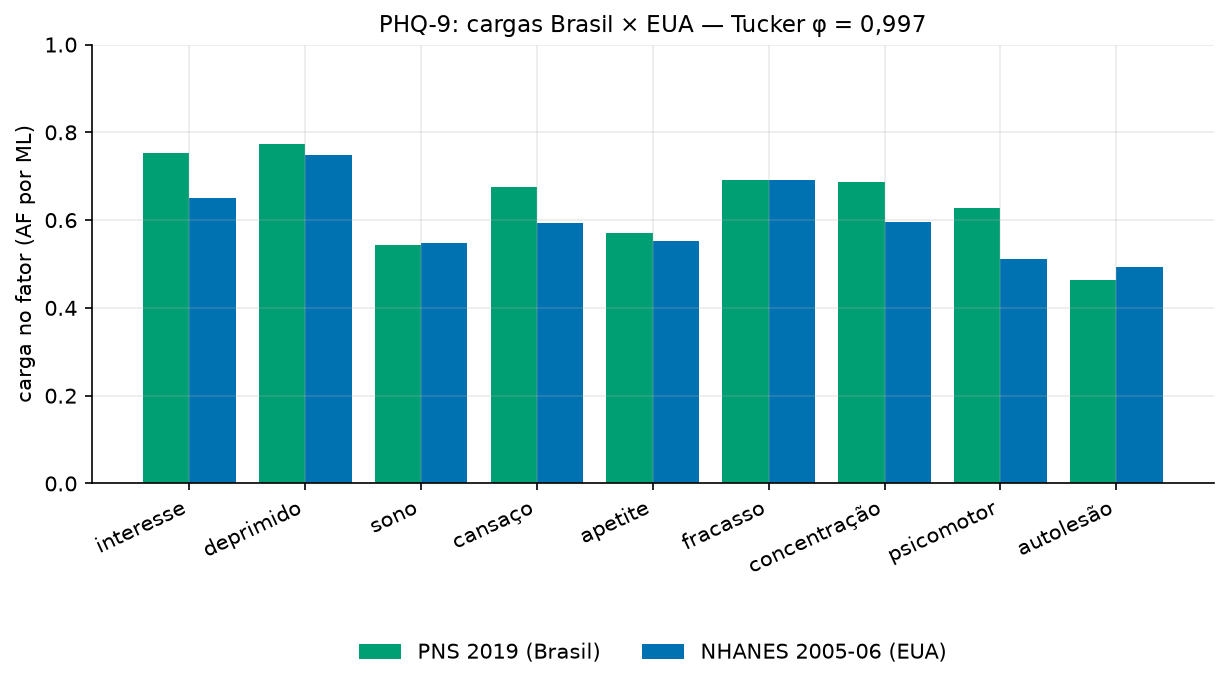 PHQ-9: cargas Brasil × EUA — Tucker φ = 0,997
carga no fator (AF por ML)
1.0
0.8
0.6
0.4
0.2
0.0
interesse
deprimido
sono
cansaço
apetite
fracasso
concentração
psicomotor
autolesão
PNS 2019 (Brasil)
NHANES 2005-06 (EUA)